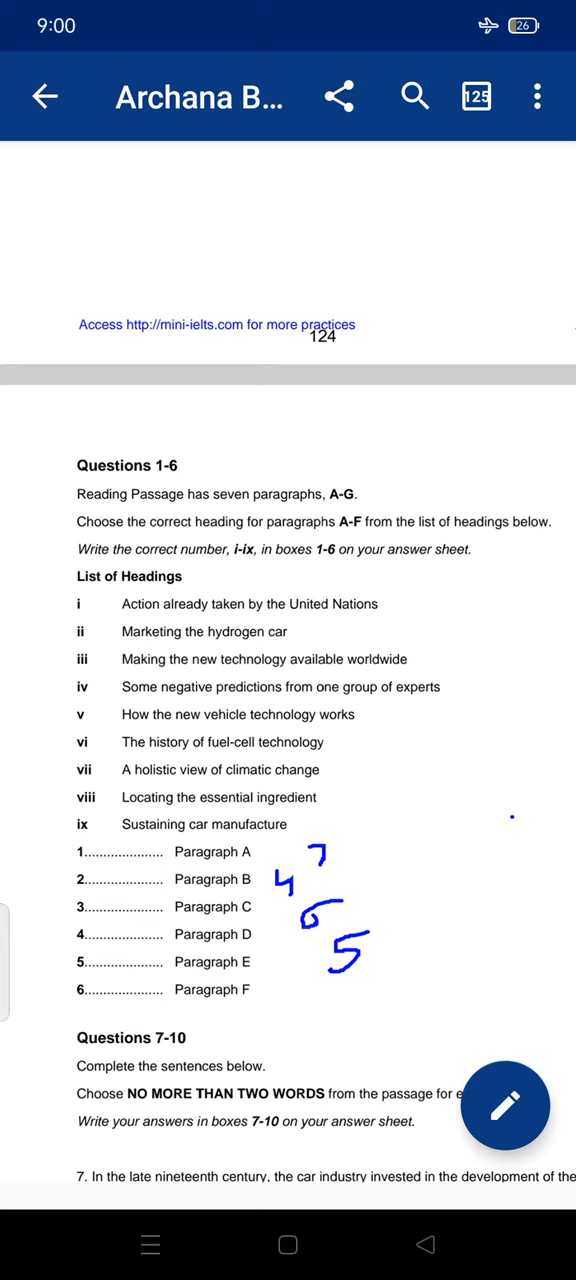 9:00
26
Archana B...
125
Access http://mini-ielts.com for more practices
124
Questions 1-6
Reading Passage has seven paragraphs, A-G.
Choose the correct heading for paragraphs A-F from the list of headings below.
Write the correct number, i-ix, in boxes 1-6 on your answer sheet.
List of Headings
i Action already taken by the United Nations
ii Marketing the hydrogen car
iii Making the new technology available worldwide
iv Some negative predictions from one group of experts
v How the new vehicle technology works
vi The history of fuel-cell technology
vii A holistic view of climatic change
viii Locating the essential ingredient
ix Sustaining car manufacture
1..................... Paragraph A 7
2..................... Paragraph B 4
3..................... Paragraph C 6
4..................... Paragraph D 5
5..................... Paragraph E
6..................... Paragraph F
Questions 7-10
Complete the sentences below.
Choose NO MORE THAN TWO WORDS from the passage for e
Write your answers in boxes 7-10 on your answer sheet.
7. In the late nineteenth century, the car industry invested in the development of the